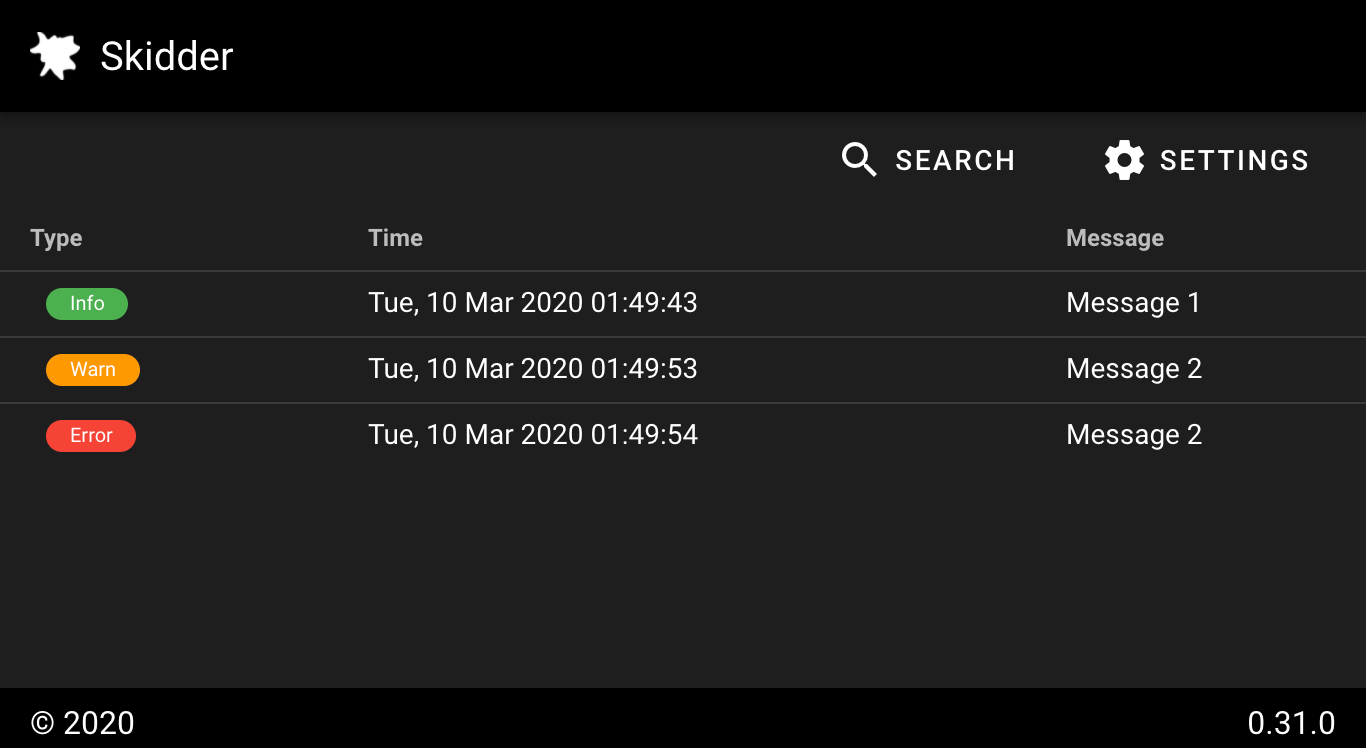 Skidder
SEARCH SETTINGS
Type Time Message
Info Tue, 10 Mar 2020 01:49:43 Message 1
Warn Tue, 10 Mar 2020 01:49:53 Message 2
Error Tue, 10 Mar 2020 01:49:54 Message 2
© 2020 0.31.0